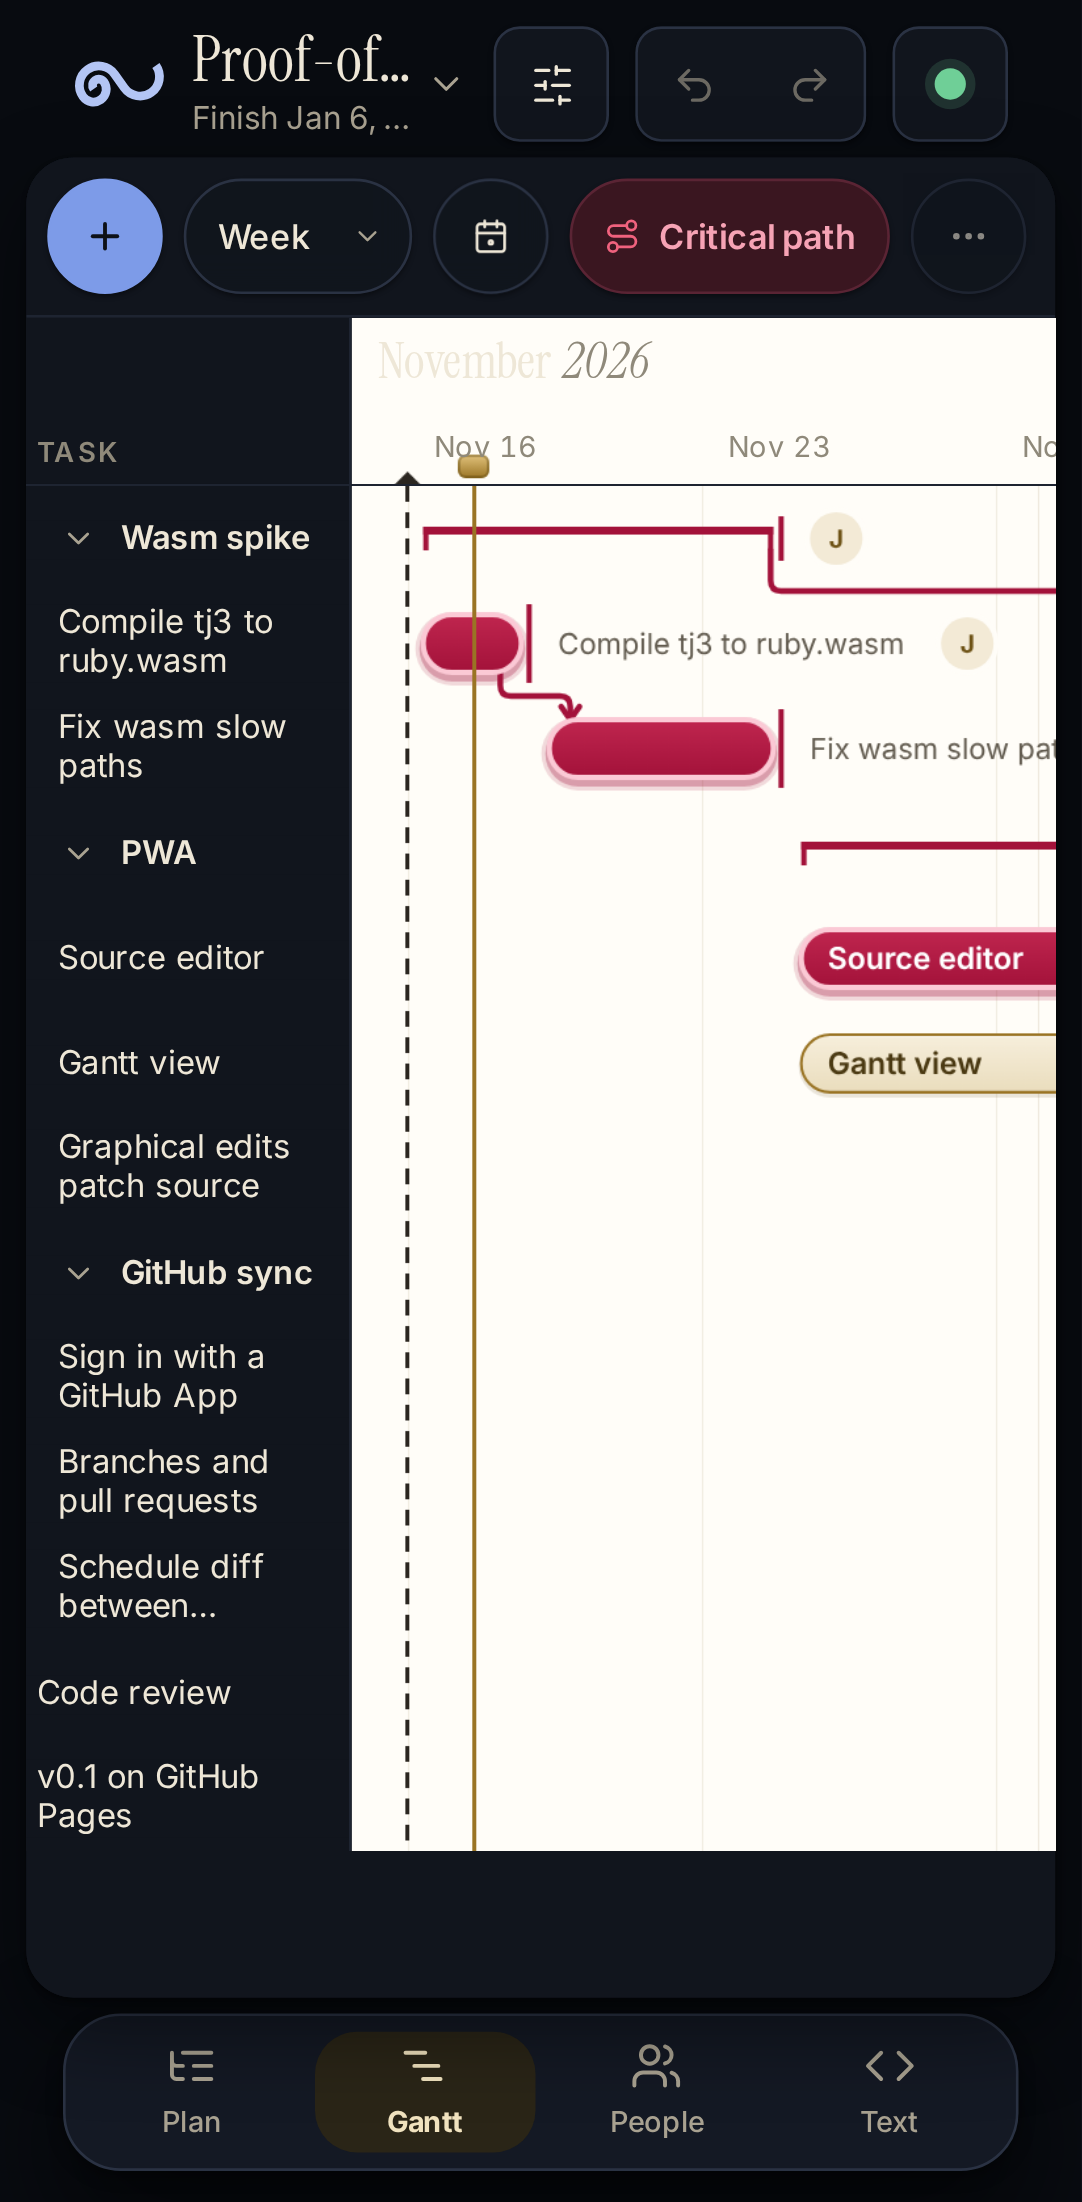 Proof-of...
Finish Jan 6, ...
Week
Critical path
November 2026
TASK
Nov 16
Nov 23
No
Wasm spike
J
Compile tj3 to
ruby.wasm
Compile tj3 to ruby.wasm
J
Fix wasm slow
paths
Fix wasm slow pat
PWA
Source editor
Source editor
Gantt view
Gantt view
Graphical edits
patch source
GitHub sync
Sign in with a
GitHub App
Branches and
pull requests
Schedule diff
between...
Code review
v0.1 on GitHub
Pages
Plan
Gantt
People
Text